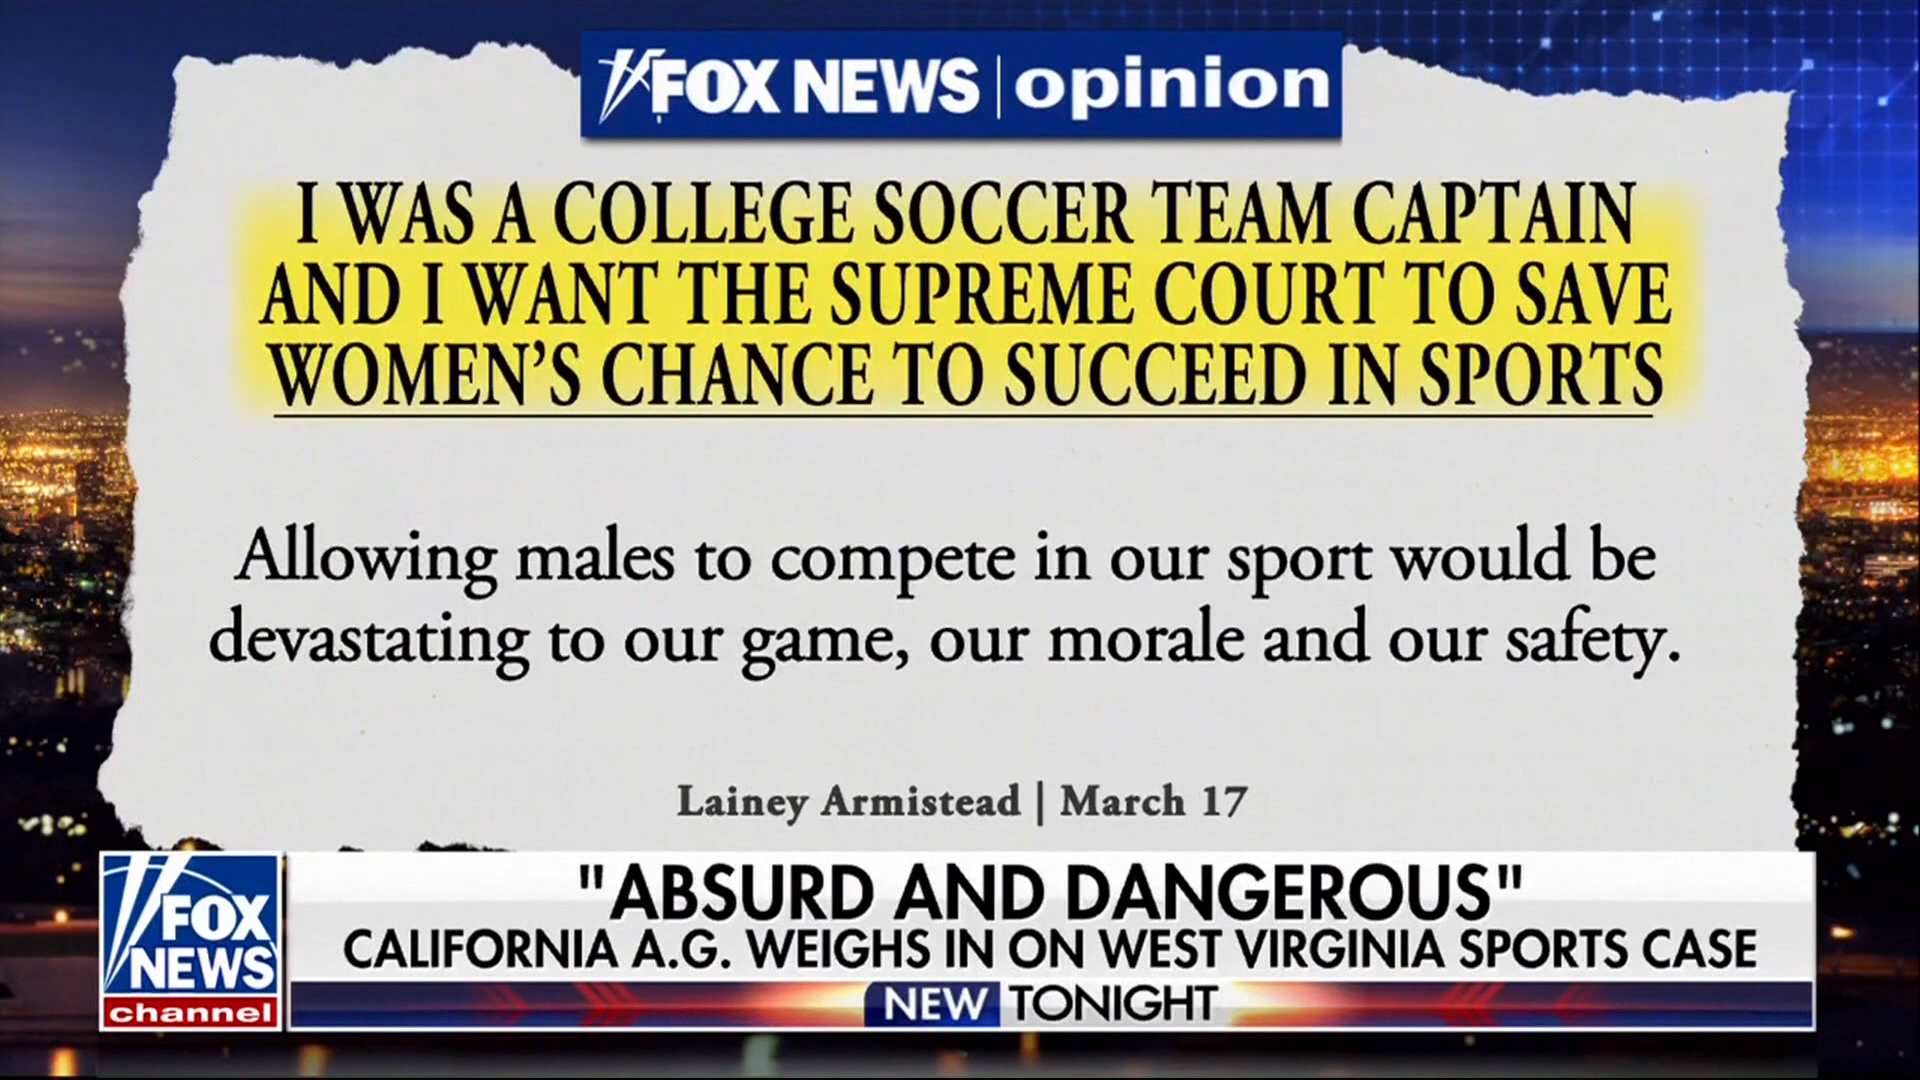 FOX NEWS | opinion
I WAS A COLLEGE SOCCER TEAM CAPTAIN
AND I WANT THE SUPREME COURT TO SAVE
WOMEN'S CHANCE TO SUCCEED IN SPORTS
Allowing males to compete in our sport would be
devastating to our game, our morale and our safety.
Lainey Armistead | March 17
"ABSURD AND DANGEROUS"
CALIFORNIA A.G. WEIGHS IN ON WEST VIRGINIA SPORTS CASE
NEW TONIGHT
FOX
NEWS
channel